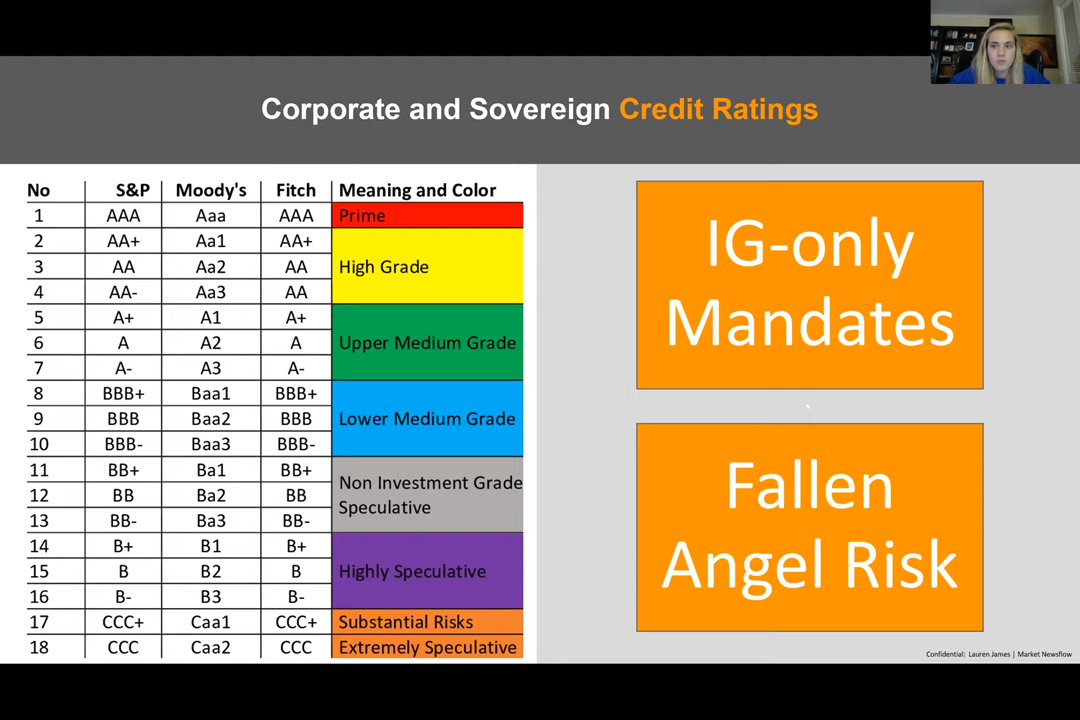 Corporate and Sovereign Credit Ratings
No S&P Moody's Fitch Meaning and Color
1 AAA Aaa AAA Prime
2 AA+ Aa1 AA+
3 AA Aa2 AA High Grade
4 AA- Aa3 AA
5 A+ A1 A+
6 A A2 A Upper Medium Grade
7 A- A3 A-
8 BBB+ Baa1 BBB+
9 BBB Baa2 BBB Lower Medium Grade
10 BBB- Baa3 BBB-
11 BB+ Ba1 BB+
Non Investment Grade
12 BB Ba2 BB
Speculative
13 BB- Ba3 BB-
14 B+ B1 B+
15 B B2 B Highly Speculative
16 B- B3 B-
17 CCC+ Caa1 CCC+ Substantial Risks
18 CCC Caa2 CCC Extremely Speculative
IG-only
Mandates
Fallen
Angel Risk
Confidential: Lauren James | Market Newsflow